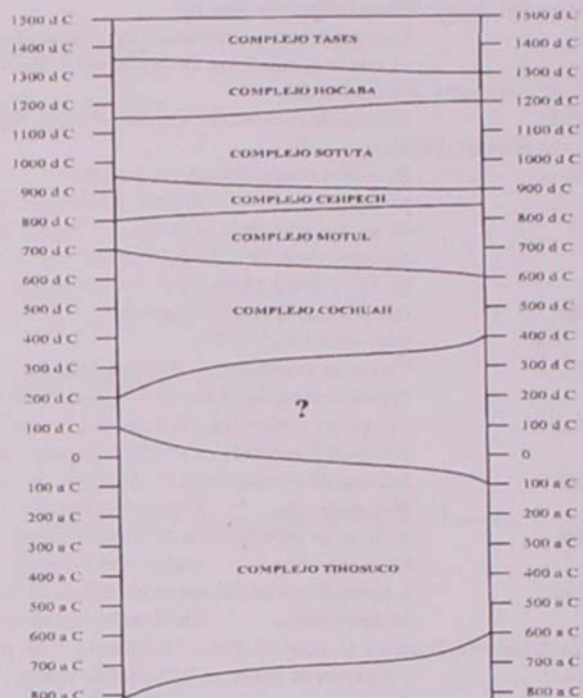 1500 d C 1500 d C
COMPLEJO TASES
1400 d C 1400 d C
1300 d C 1300 d C
COMPLEJO HOCABA
1200 d C 1200 d C
1100 d C 1100 d C
COMPLEJO SOTUTA
1000 d C 1000 d C
900 d C 900 d C
COMPLEJO CEHPECH
800 d C 800 d C
COMPLEJO MOTUL
700 d C 700 d C
600 d C 600 d C
500 d C 500 d C
COMPLEJO COCHUAH
400 d C 400 d C
300 d C 300 d C
200 d C 200 d C
?
100 d C 100 d C
0 0
100 a C 100 a C
200 a C 200 a C
300 a C 300 a C
COMPLEJO TIHOSUCO
400 a C 400 a C
500 a C 500 a C
600 a C 600 a C
700 a C 700 a C
800 a C 800 a C